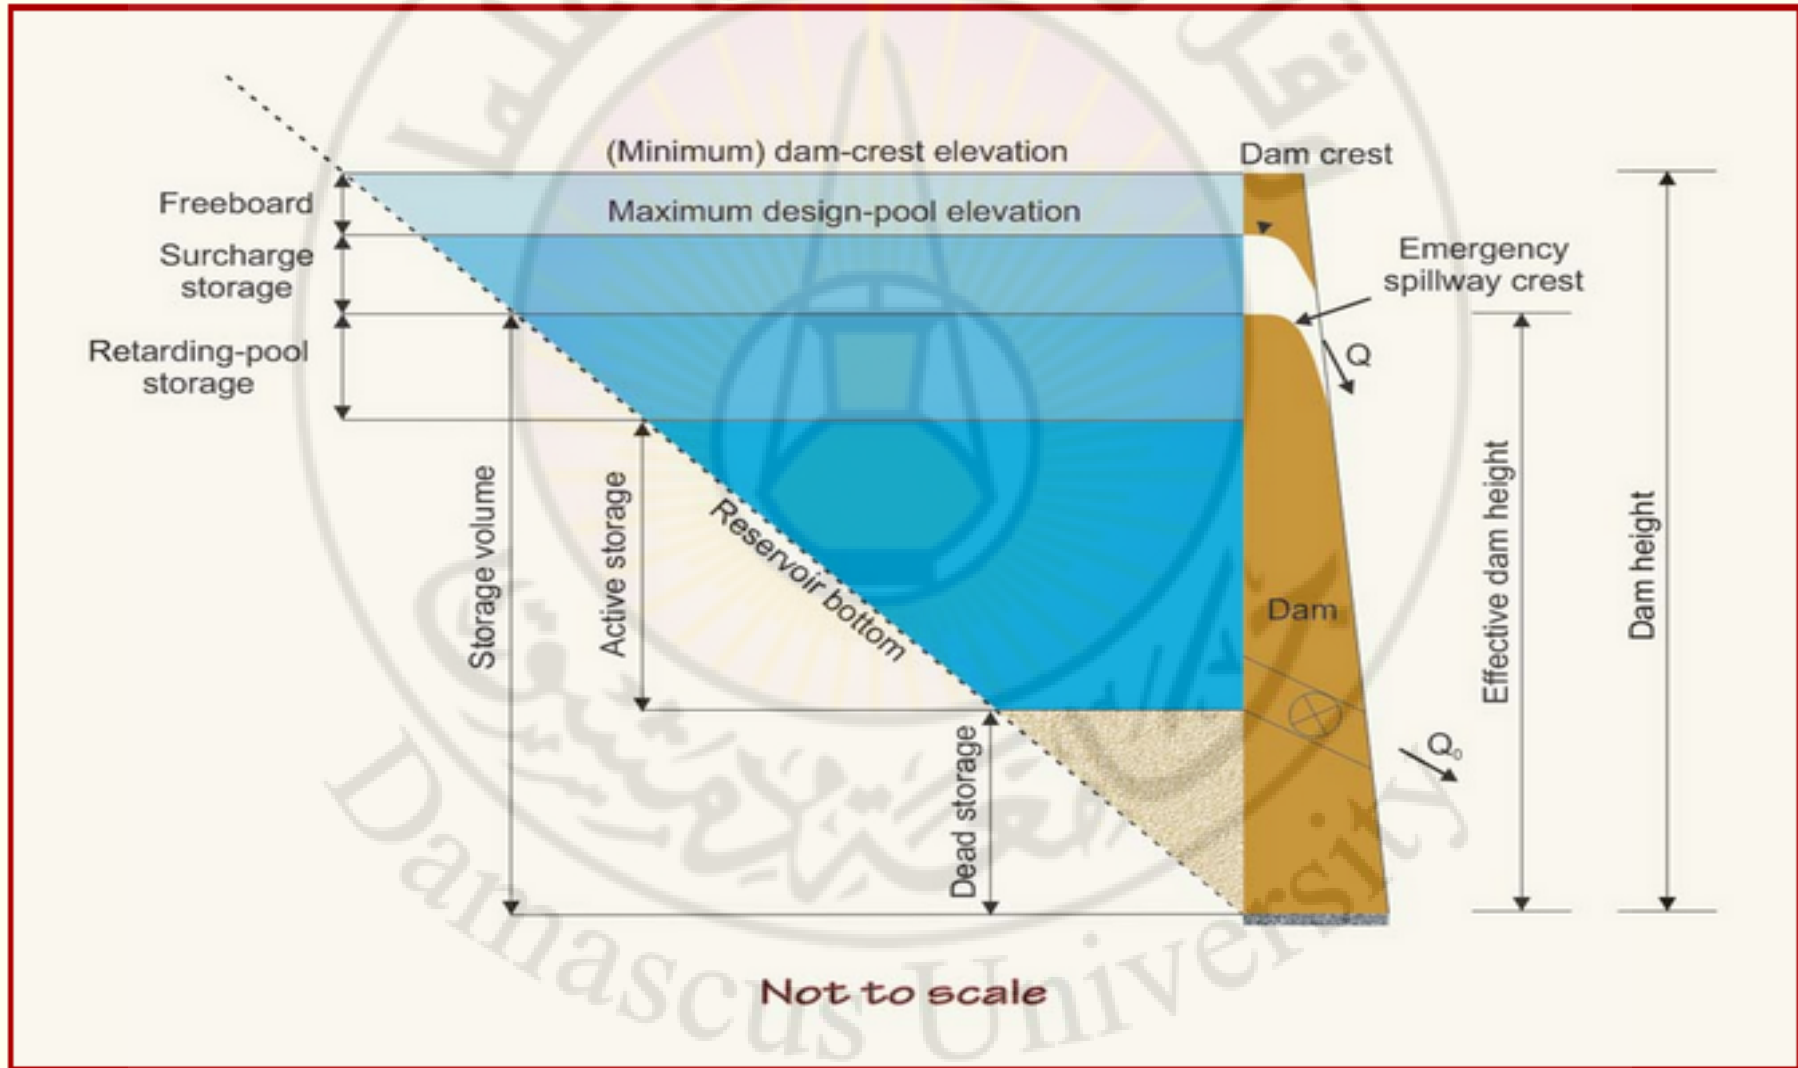 (Minimum) dam-crest elevation
Dam crest
Freeboard
Maximum design-pool elevation
Surcharge
storage
Emergency
spillway crest
Retarding-pool
storage
Q
Storage volume
Active storage
Reservoir bottom
Dead storage
Dam
Qₒ
Effective dam height
Dam height
Not to scale
Damascus University